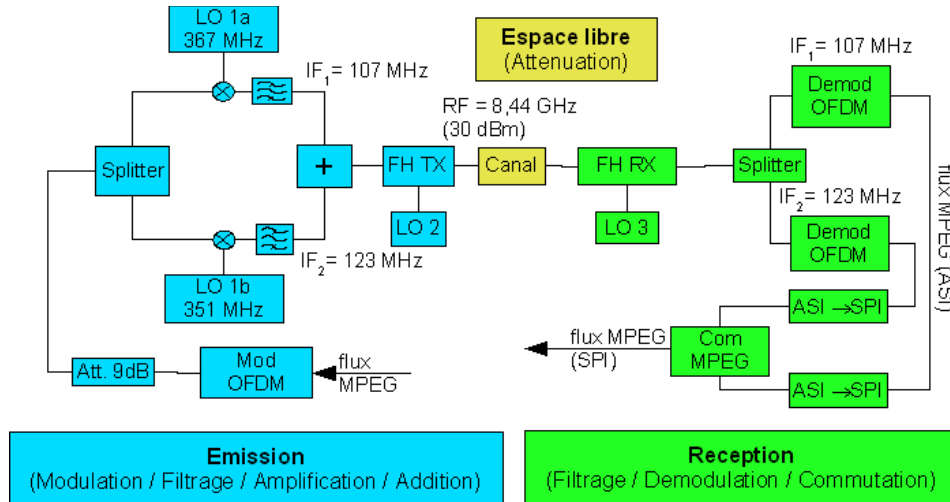 LO 1a
367 MHz
IF1 = 107 MHz
Espace libre
(Attenuation)
IF1 = 107 MHz
Demod
OFDM
RF = 8,44 GHz
(30 dBm)
Splitter
+
FH TX
Canal
FH RX
Splitter
LO 2
LO 3
IF2 = 123 MHz
Demod
OFDM
flux MPEG (ASI)
IF2 = 123 MHz
LO 1b
351 MHz
ASI →SPI
flux MPEG
(SPI)
Com
MPEG
Att. 9dB
Mod
OFDM
flux
MPEG
ASI →SPI
Emission
(Modulation / Filtrage / Amplification / Addition)
Reception
(Filtrage / Demodulation / Commutation)